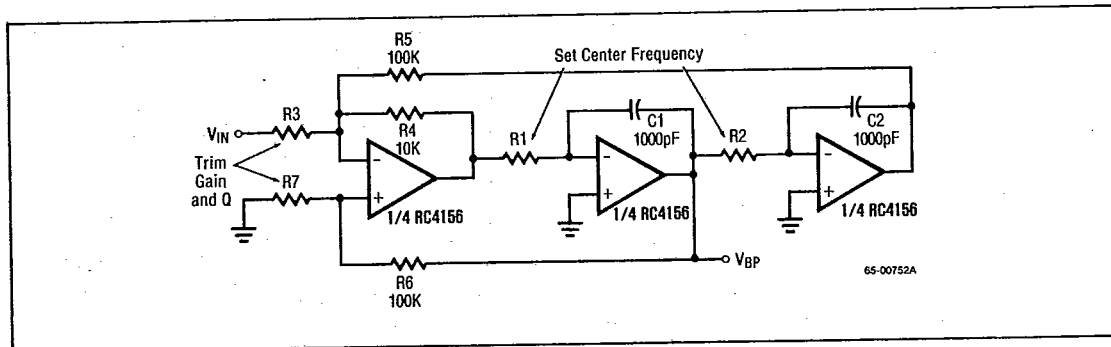 R5
100K
Set Center Frequency
R3
VIN
R4
10K
C1
1000pF
C2
1000pF
R1
R2
Trim
Gain
and Q
R7
−
+
−
+
−
+
1/4 RC4156
1/4 RC4156
1/4 RC4156
R6
100K
VBP
65-00752A